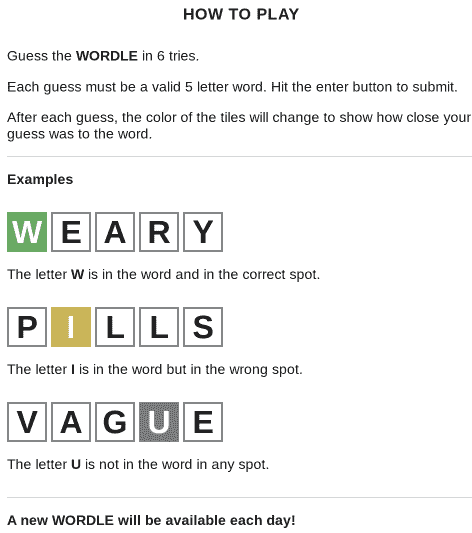 HOW TO PLAY
Guess the WORDLE in 6 tries.
Each guess must be a valid 5 letter word. Hit the enter button to submit.
After each guess, the color of the tiles will change to show how close your
guess was to the word.
Examples
W E A R Y
The letter W is in the word and in the correct spot.
P I L L S
The letter I is in the word but in the wrong spot.
V A G U E
The letter U is not in the word in any spot.
A new WORDLE will be available each day!